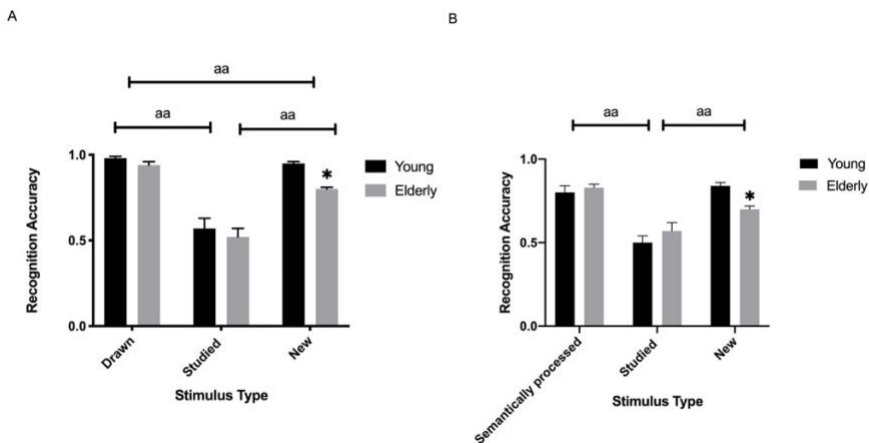 A
aa
aa
aa
1.0
0.5
0.0
Recognition Accuracy
*
Young
Elderly
Drawn
Studied
New
Stimulus Type
B
aa
aa
1.0
0.5
0.0
Recognition Accuracy
*
Young
Elderly
Semantically processed
Studied
New
Stimulus Type